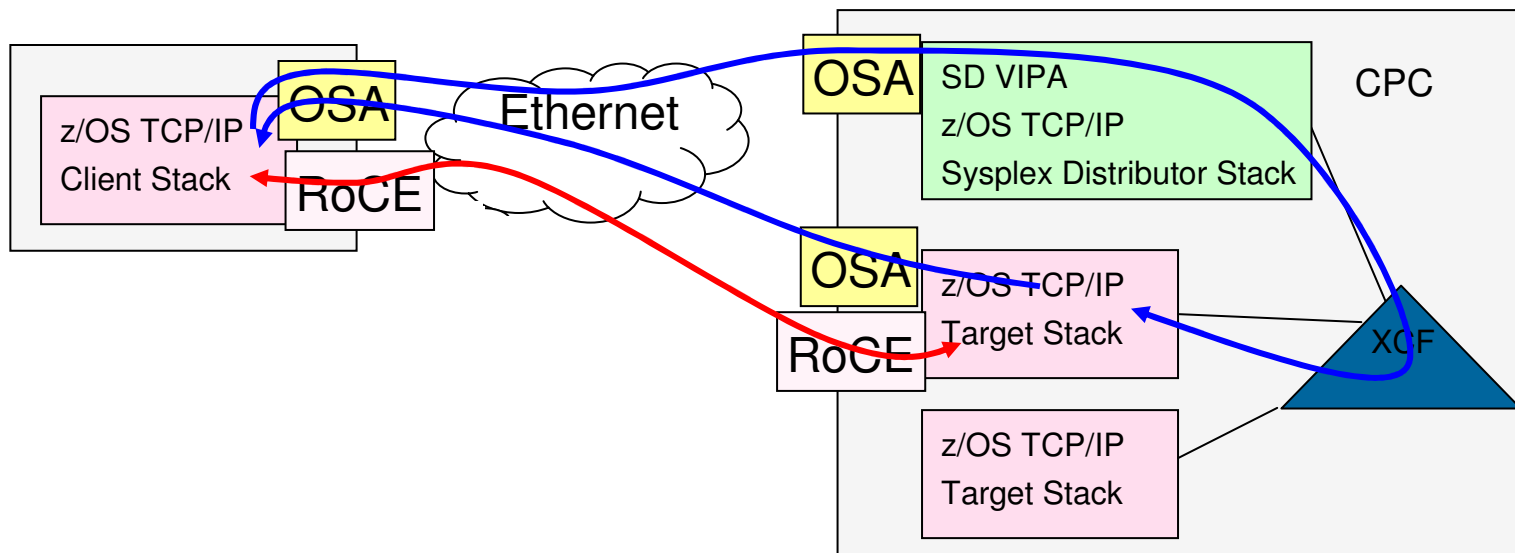 z/OS TCP/IP
Client Stack
OSA
RoCE
Ethernet
OSA
SD VIPA
z/OS TCP/IP
Sysplex Distributor Stack
CPC
OSA
RoCE
z/OS TCP/IP
Target Stack
XCF
z/OS TCP/IP
Target Stack